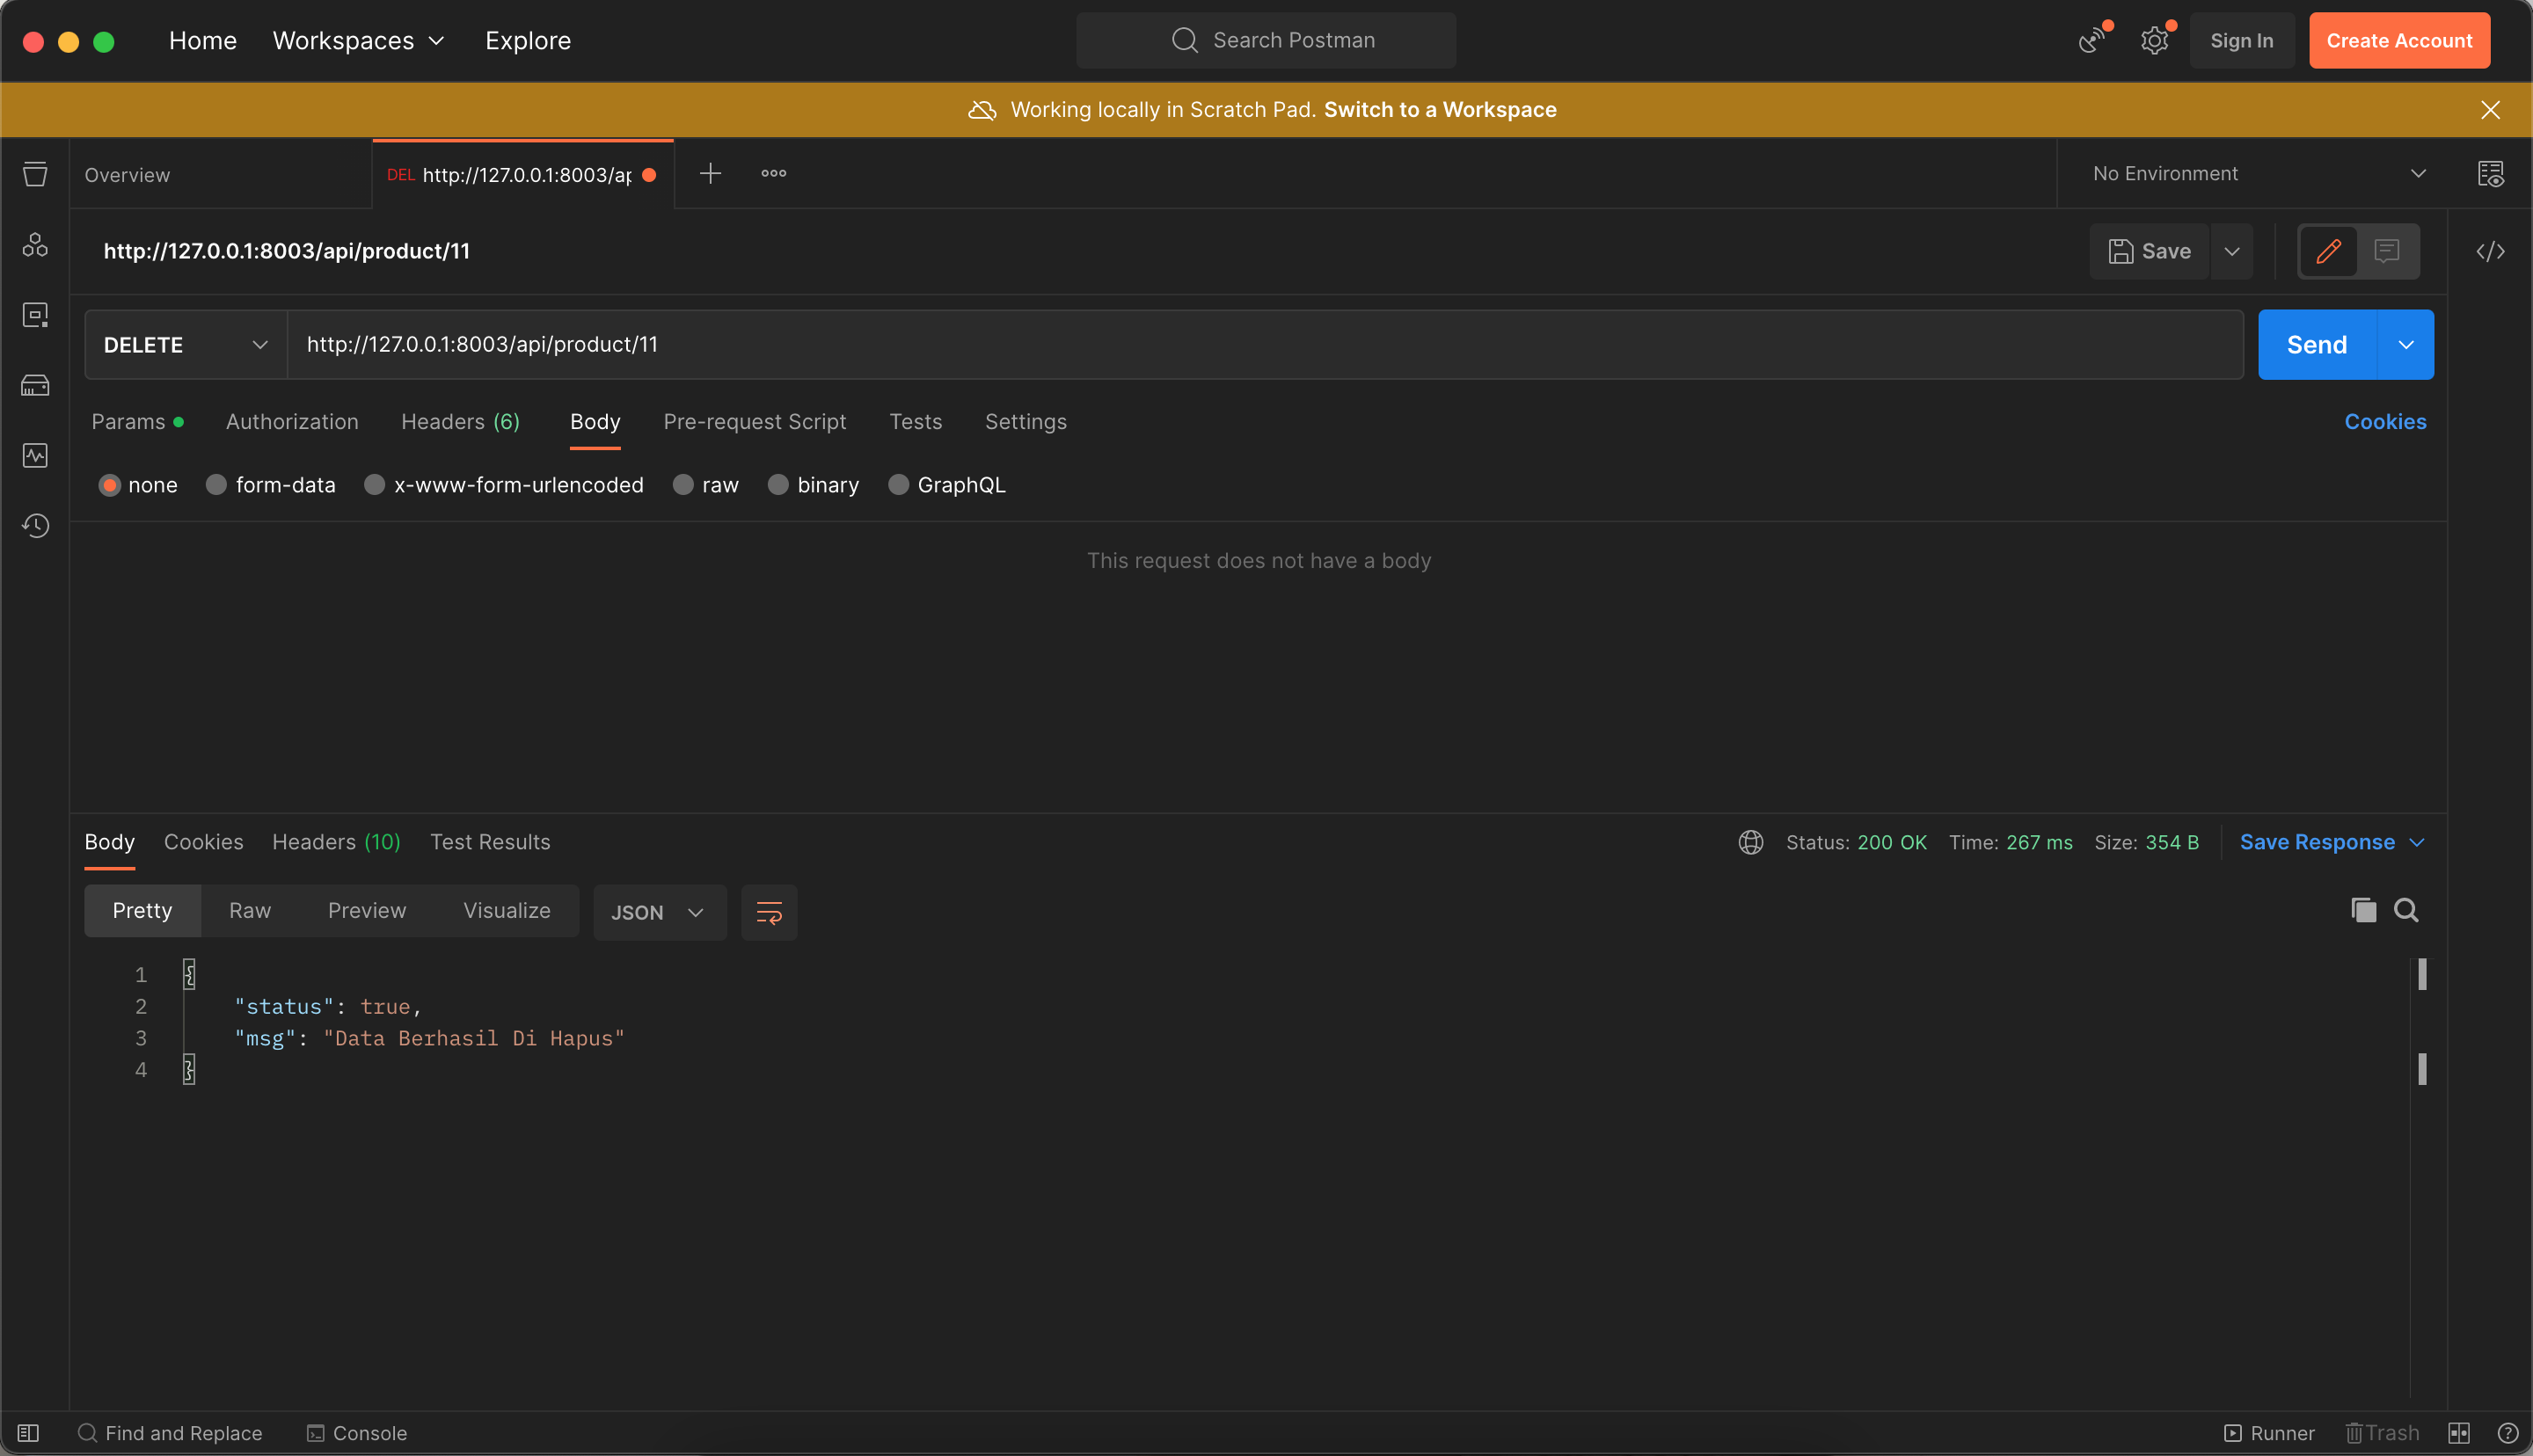 Home Workspaces Explore Search Postman Sign In Create Account
Working locally in Scratch Pad. Switch to a Workspace
Overview DEL http://127.0.0.1:8003/ap No Environment
http://127.0.0.1:8003/api/product/11 Save
DELETE http://127.0.0.1:8003/api/product/11 Send
Params Authorization Headers (6) Body Pre-request Script Tests Settings Cookies
none form-data x-www-form-urlencoded raw binary GraphQL
This request does not have a body
Body Cookies Headers (10) Test Results Status: 200 OK Time: 267 ms Size: 354 B Save Response
Pretty Raw Preview Visualize JSON
1 {
2 "status": true,
3 "msg": "Data Berhasil Di Hapus"
4 }
Find and Replace Console Runner Trash